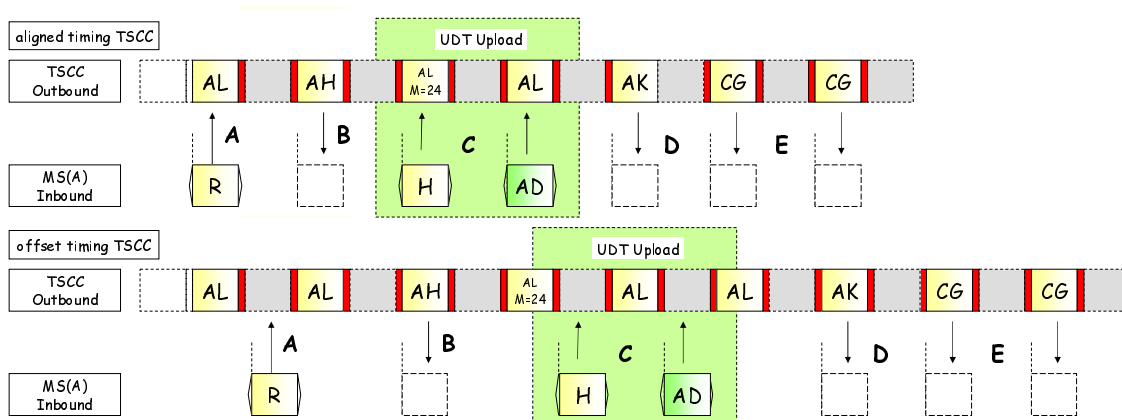 aligned timing TSCC
UDT Upload
TSCC
Outbound
AL
AH
AL
M=24
AL
AK
CG
CG
A
B
C
D
E
MS(A)
Inbound
R
H
AD
offset timing TSCC
UDT Upload
TSCC
Outbound
AL
AL
AH
AL
M=24
AL
AL
AK
CG
CG
A
B
C
D
E
MS(A)
Inbound
R
H
AD